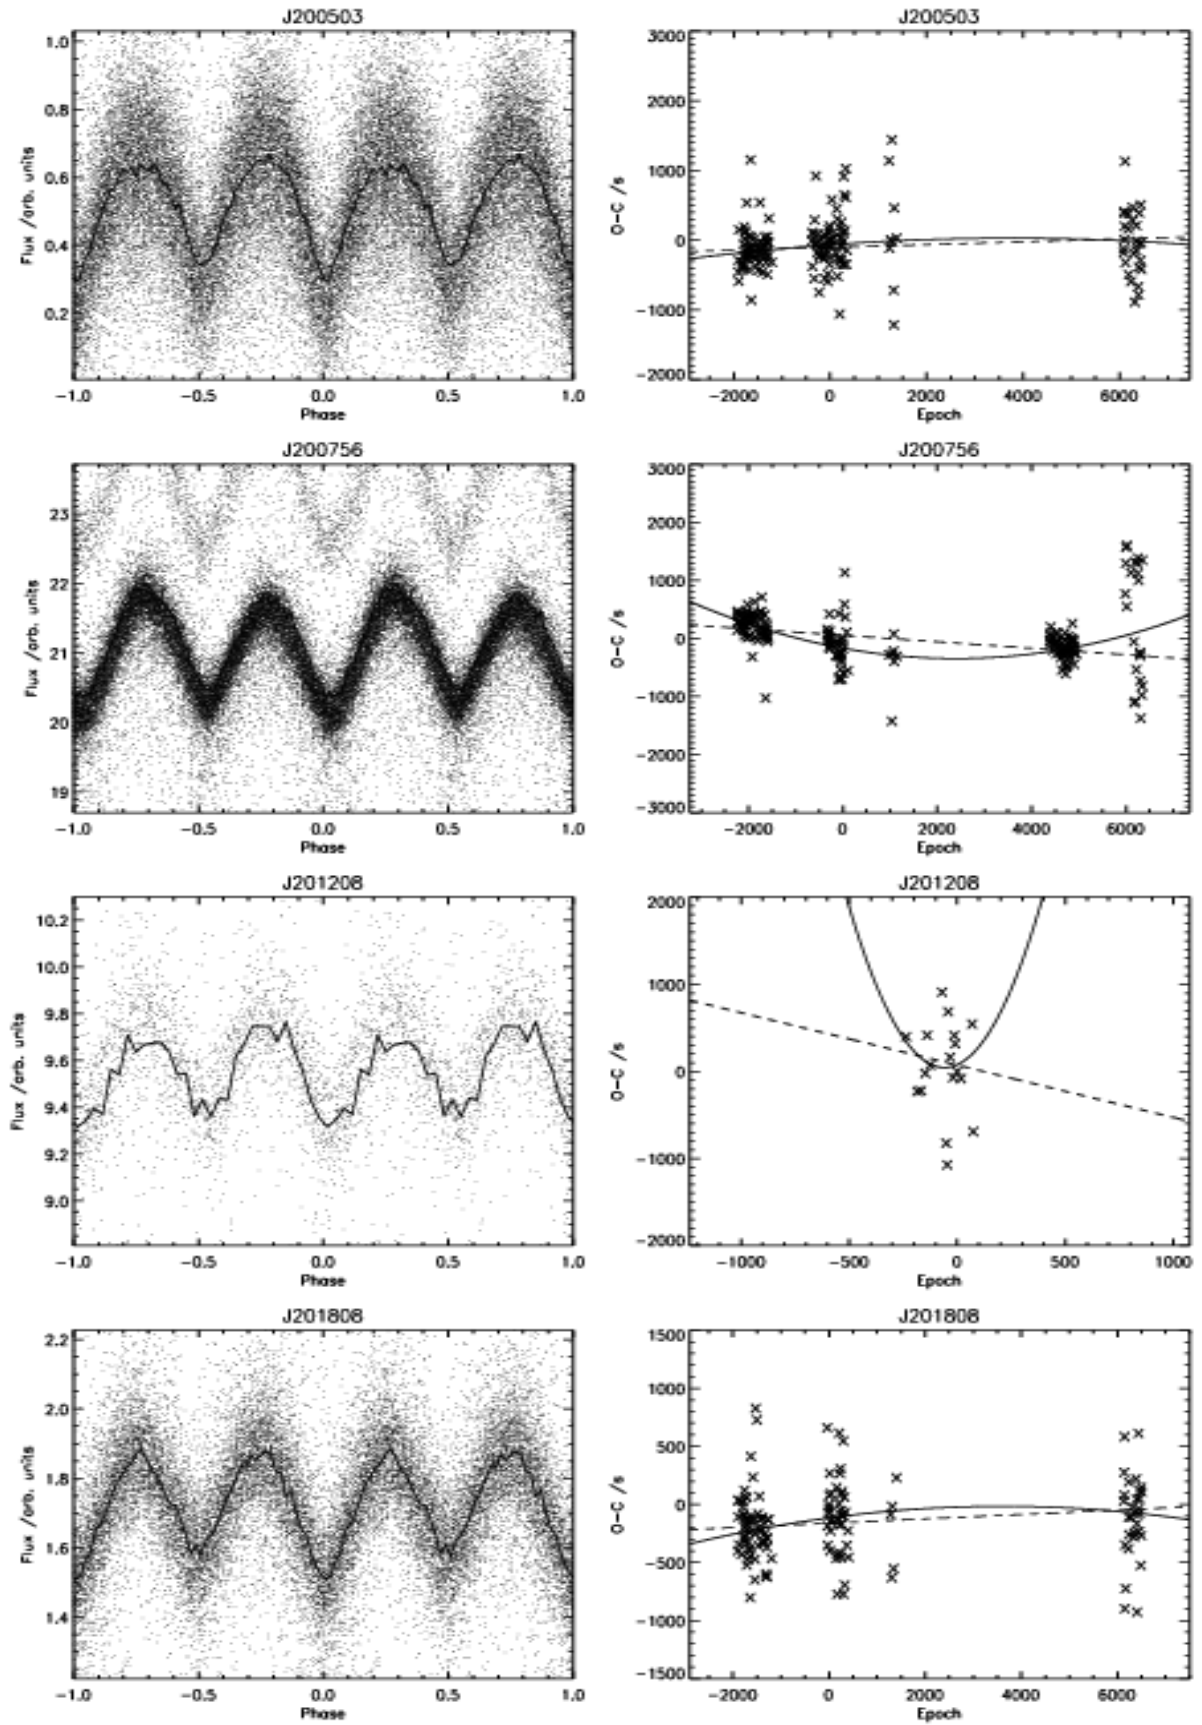 J200503
1.0
0.8
0.6
0.4
0.2
Flux /arb. units
-1.0 -0.5 0.0 0.5 1.0
Phase
J200503
3000
2000
1000
0
-1000
-2000
O-C /s
-2000 0 2000 4000 6000
Epoch
J200756
23
22
21
20
19
Flux /arb. units
-1.0 -0.5 0.0 0.5 1.0
Phase
J200756
3000
2000
1000
0
-1000
-2000
-3000
O-C /s
-2000 0 2000 4000 6000
Epoch
J201208
10.2
10.0
9.8
9.6
9.4
9.2
9.0
Flux /arb. units
-1.0 -0.5 0.0 0.5 1.0
Phase
J201208
2000
1000
0
-1000
-2000
O-C /s
-1000 -500 0 500 1000
Epoch
J201808
2.2
2.0
1.8
1.6
1.4
Flux /arb. units
-1.0 -0.5 0.0 0.5 1.0
Phase
J201808
1500
1000
500
0
-500
-1000
-1500
O-C /s
-2000 0 2000 4000 6000
Epoch